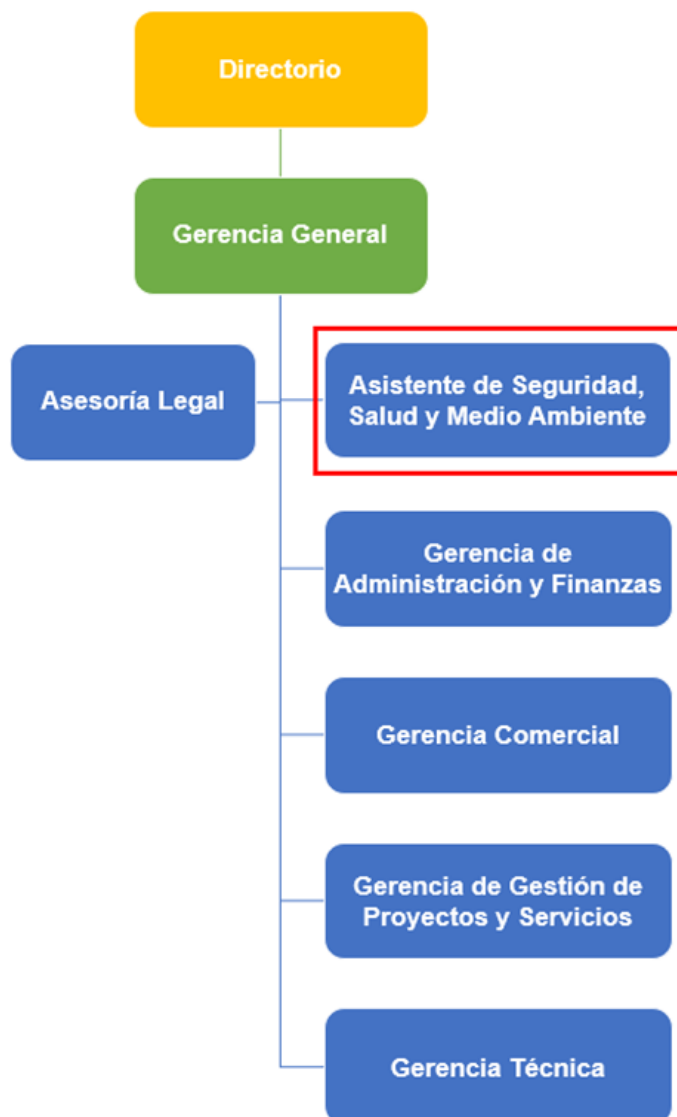 Directorio
Gerencia General
Asesoría Legal
Asistente de Seguridad,
Salud y Medio Ambiente
Gerencia de
Administración y Finanzas
Gerencia Comercial
Gerencia de Gestión de
Proyectos y Servicios
Gerencia Técnica